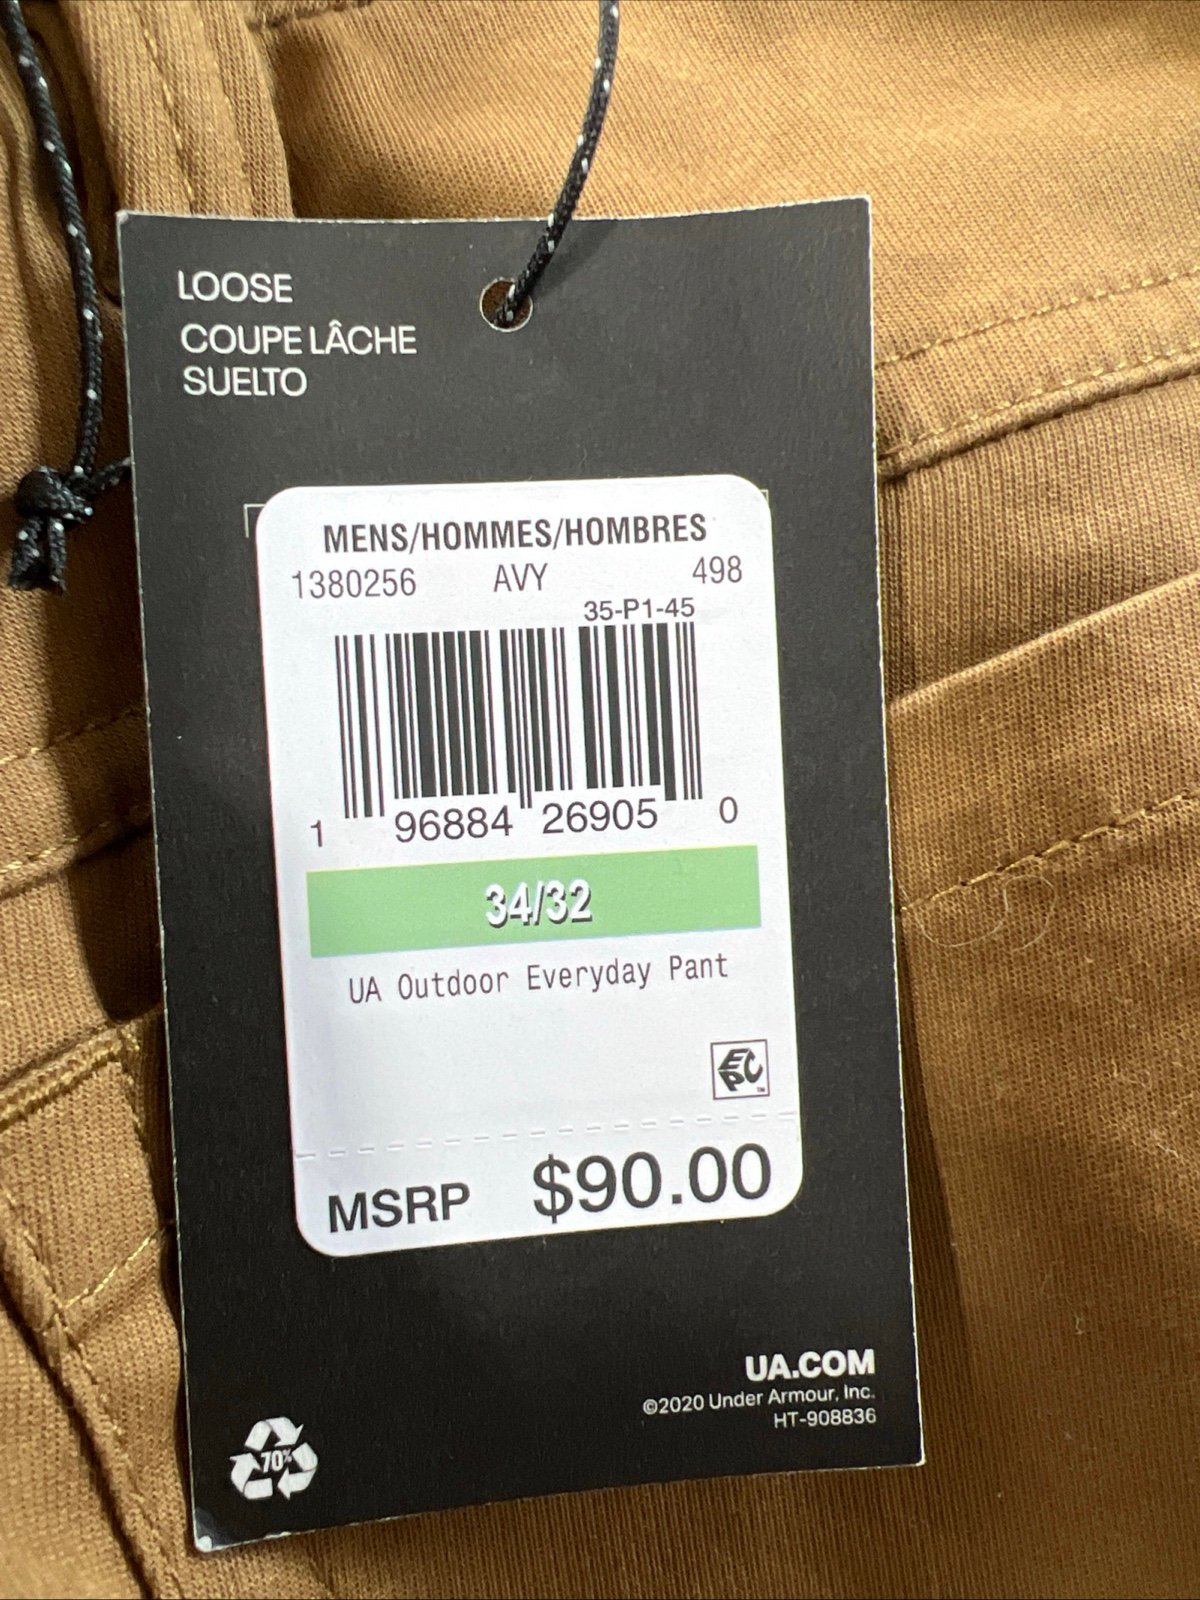 LOOSE
COUPE LÂCHE
SUELTO
MENS/HOMMES/HOMBRES
1380256 AVY 498
35-P1-45
1 96884 26905 0
34/32
UA Outdoor Everyday Pant
EPC™
MSRP $90.00
UA.COM
©2020 Under Armour, Inc.
HT-908836
70%